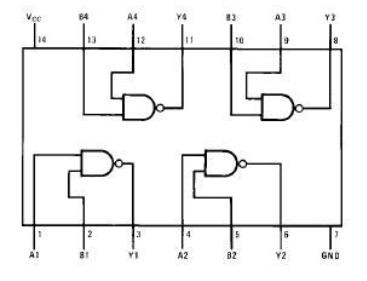 VCC B4 A4 Y4 B3 A3 Y3
14 13 12 11 10 9 8
1 2 3 4 5 6 7
A1 B1 Y1 A2 B2 Y2 GND